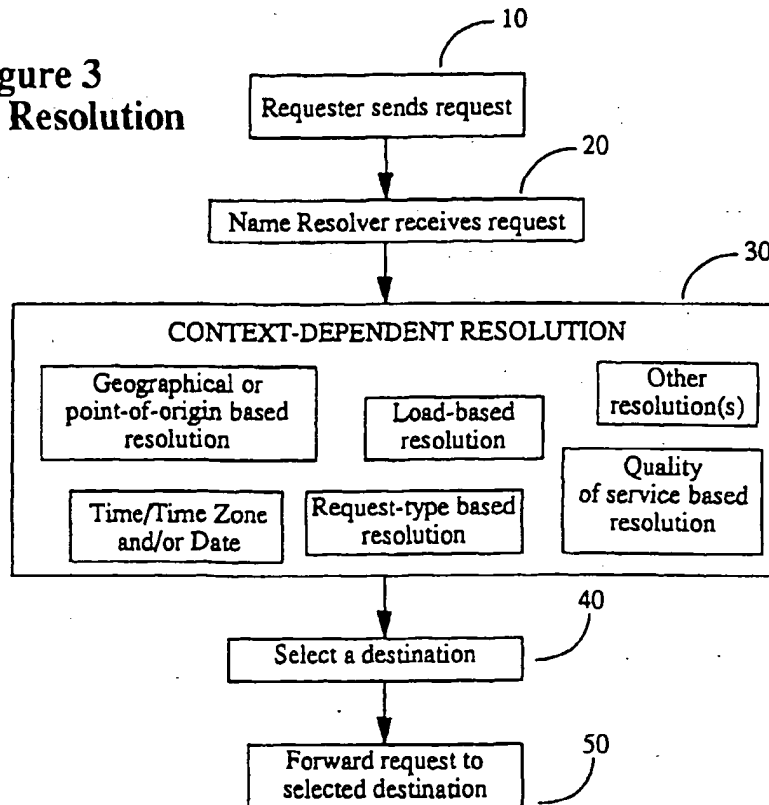 10
gure 3
Resolution
Requester sends request
20
Name Resolver receives request
30
CONTEXT-DEPENDENT RESOLUTION
Geographical or
point-of-origin based
resolution
Load-based
resolution
Other
resolution(s)
Time/Time Zone
and/or Date
Request-type based
resolution
Quality
of service based
resolution
40
Select a destination
50
Forward request to
selected destination